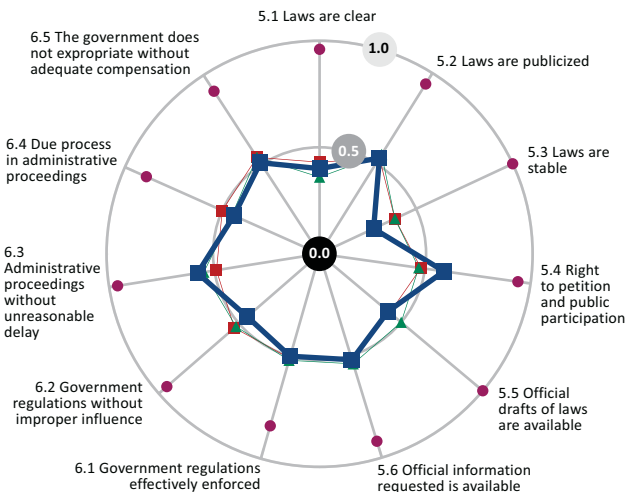 5.1 Laws are clear
1.0
5.2 Laws are publicized
5.3 Laws are
stable
5.4 Right
to petition
and public
participation
5.5 Official
drafts of laws
are available
5.6 Official information
requested is available
6.1 Government regulations
effectively enforced
6.2 Government
regulations without
improper influence
6.3
Administrative
proceedings
without
unreasonable
delay
6.4 Due process
in administrative
proceedings
6.5 The government does
not expropriate without
adequate compensation
0.5
0.0